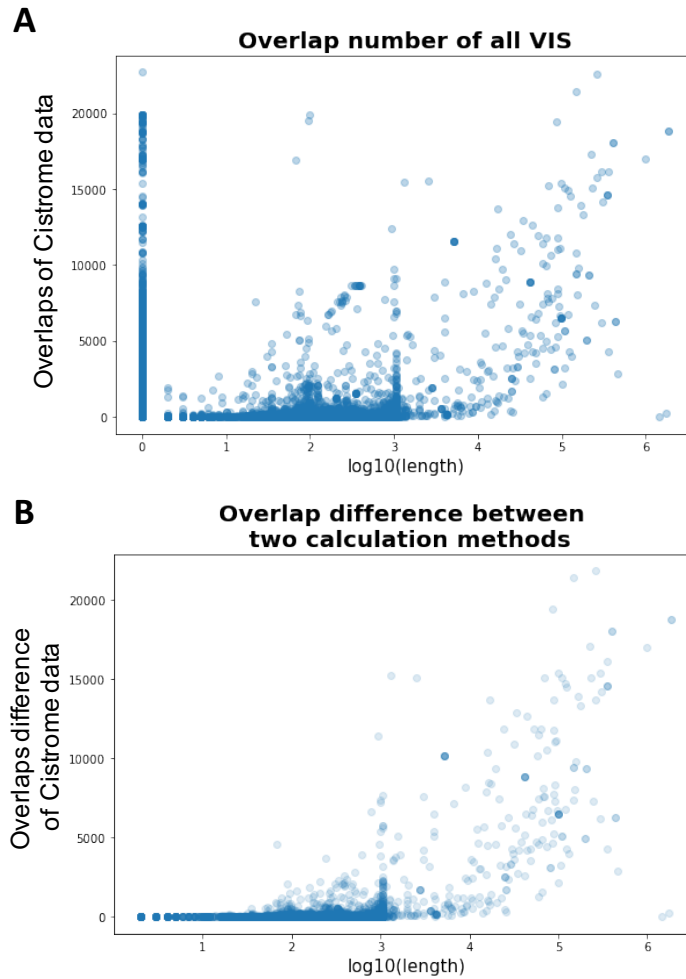 A
Overlap number of all VIS
Overlaps of Cistrome data
20000
15000
10000
5000
0
0 1 2 3 4 5 6
log10(length)
B
Overlap difference between
two calculation methods
Overlaps difference
of Cistrome data
20000
15000
10000
5000
0
1 2 3 4 5 6
log10(length)